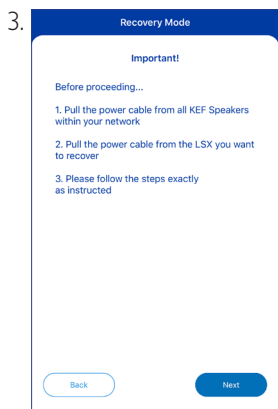 3.
Recovery Mode
Important!
Before proceeding...
1. Pull the power cable from all KEF Speakers
within your network
2. Pull the power cable from the LSX you want
to recover
3. Please follow the steps exactly
as instructed
Back
Next